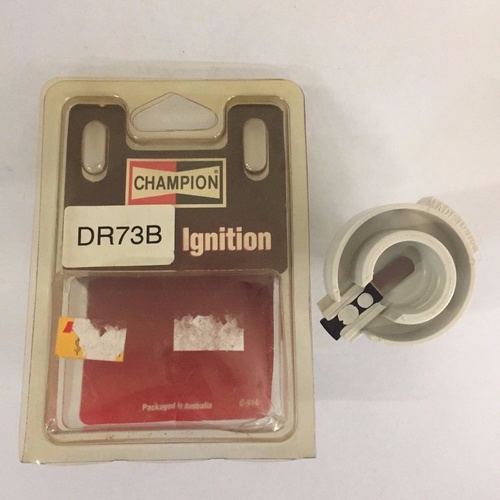 CHAMPION
DR73B
Ignition
Packaged in Australia